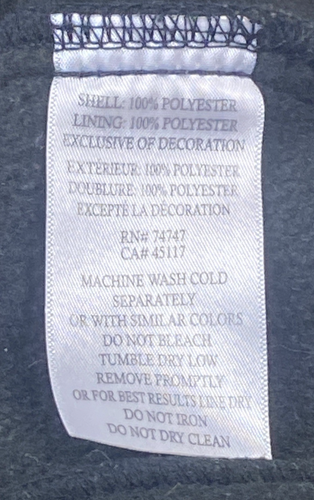 SHELL: 100% POLYESTER
LINING: 100% POLYESTER
EXCLUSIVE OF DECORATION
EXTÉRIEUR: 100% POLYESTER
DOUBLURE: 100% POLYESTER
EXCEPTÉ LA DÉCORATION
RN# 74747
CA# 45117
MACHINE WASH COLD
SEPARATELY
OR WITH SIMILAR COLORS
DO NOT BLEACH
TUMBLE DRY LOW
REMOVE PROMPTLY
OR FOR BEST RESULTS LINE DRY
DO NOT IRON
DO NOT DRY CLEAN